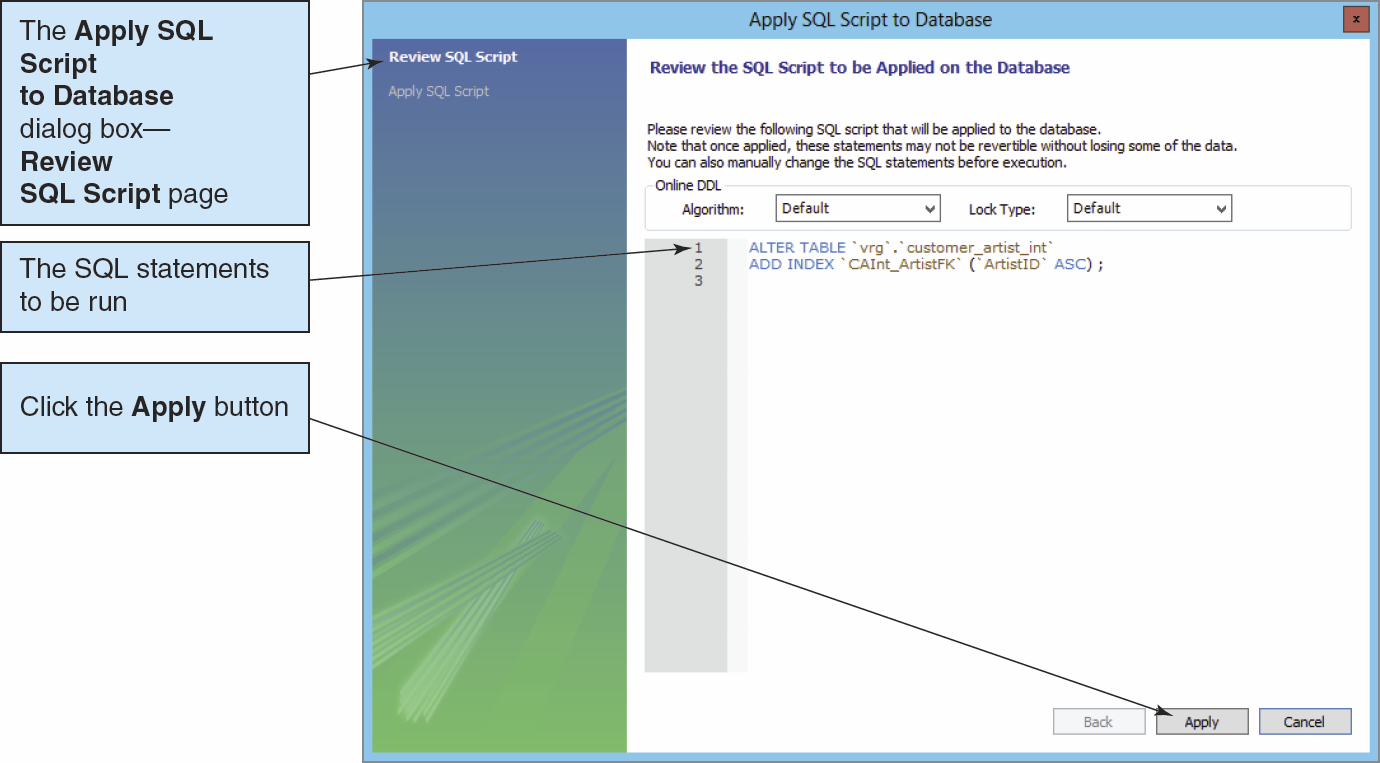 The Apply SQL
Script
to Database
dialog box—
Review
SQL Script page
The SQL statements
to be run
Click the Apply button
Apply SQL Script to Database
x
Review SQL Script
Apply SQL Script
Review the SQL Script to be Applied on the Database
Please review the following SQL script that will be applied to the database.
Note that once applied, these statements may not be revertible without losing some of the data.
You can also manually change the SQL statements before execution.
Online DDL
Algorithm: Default Lock Type: Default
1 ALTER TABLE `vrg`.`customer_artist_int`
2 ADD INDEX `CAInt_ArtistFK` (`ArtistID` ASC) ;
3
Back Apply Cancel